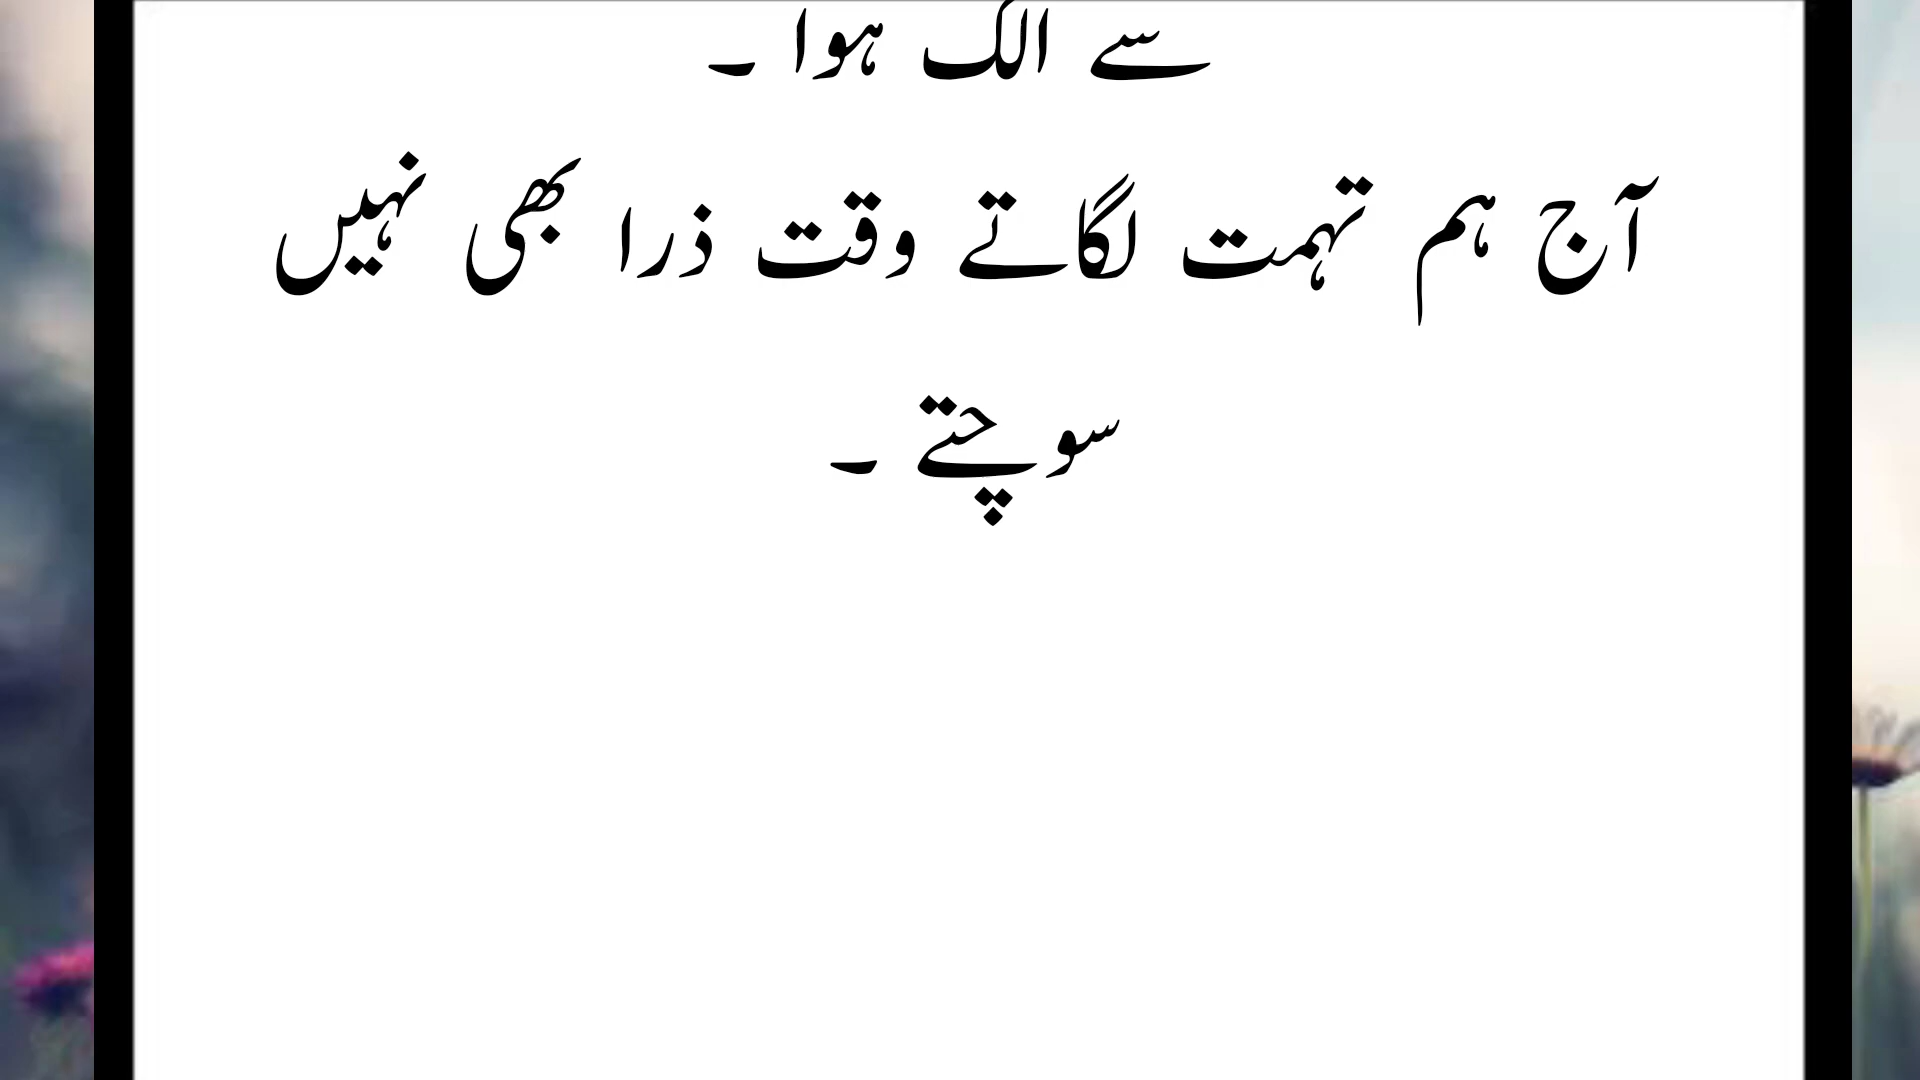 سے الگ ہوا ۔
آج ہم تہمت لگاتے وقت ذرا بھی نہیں
سوچتے ۔